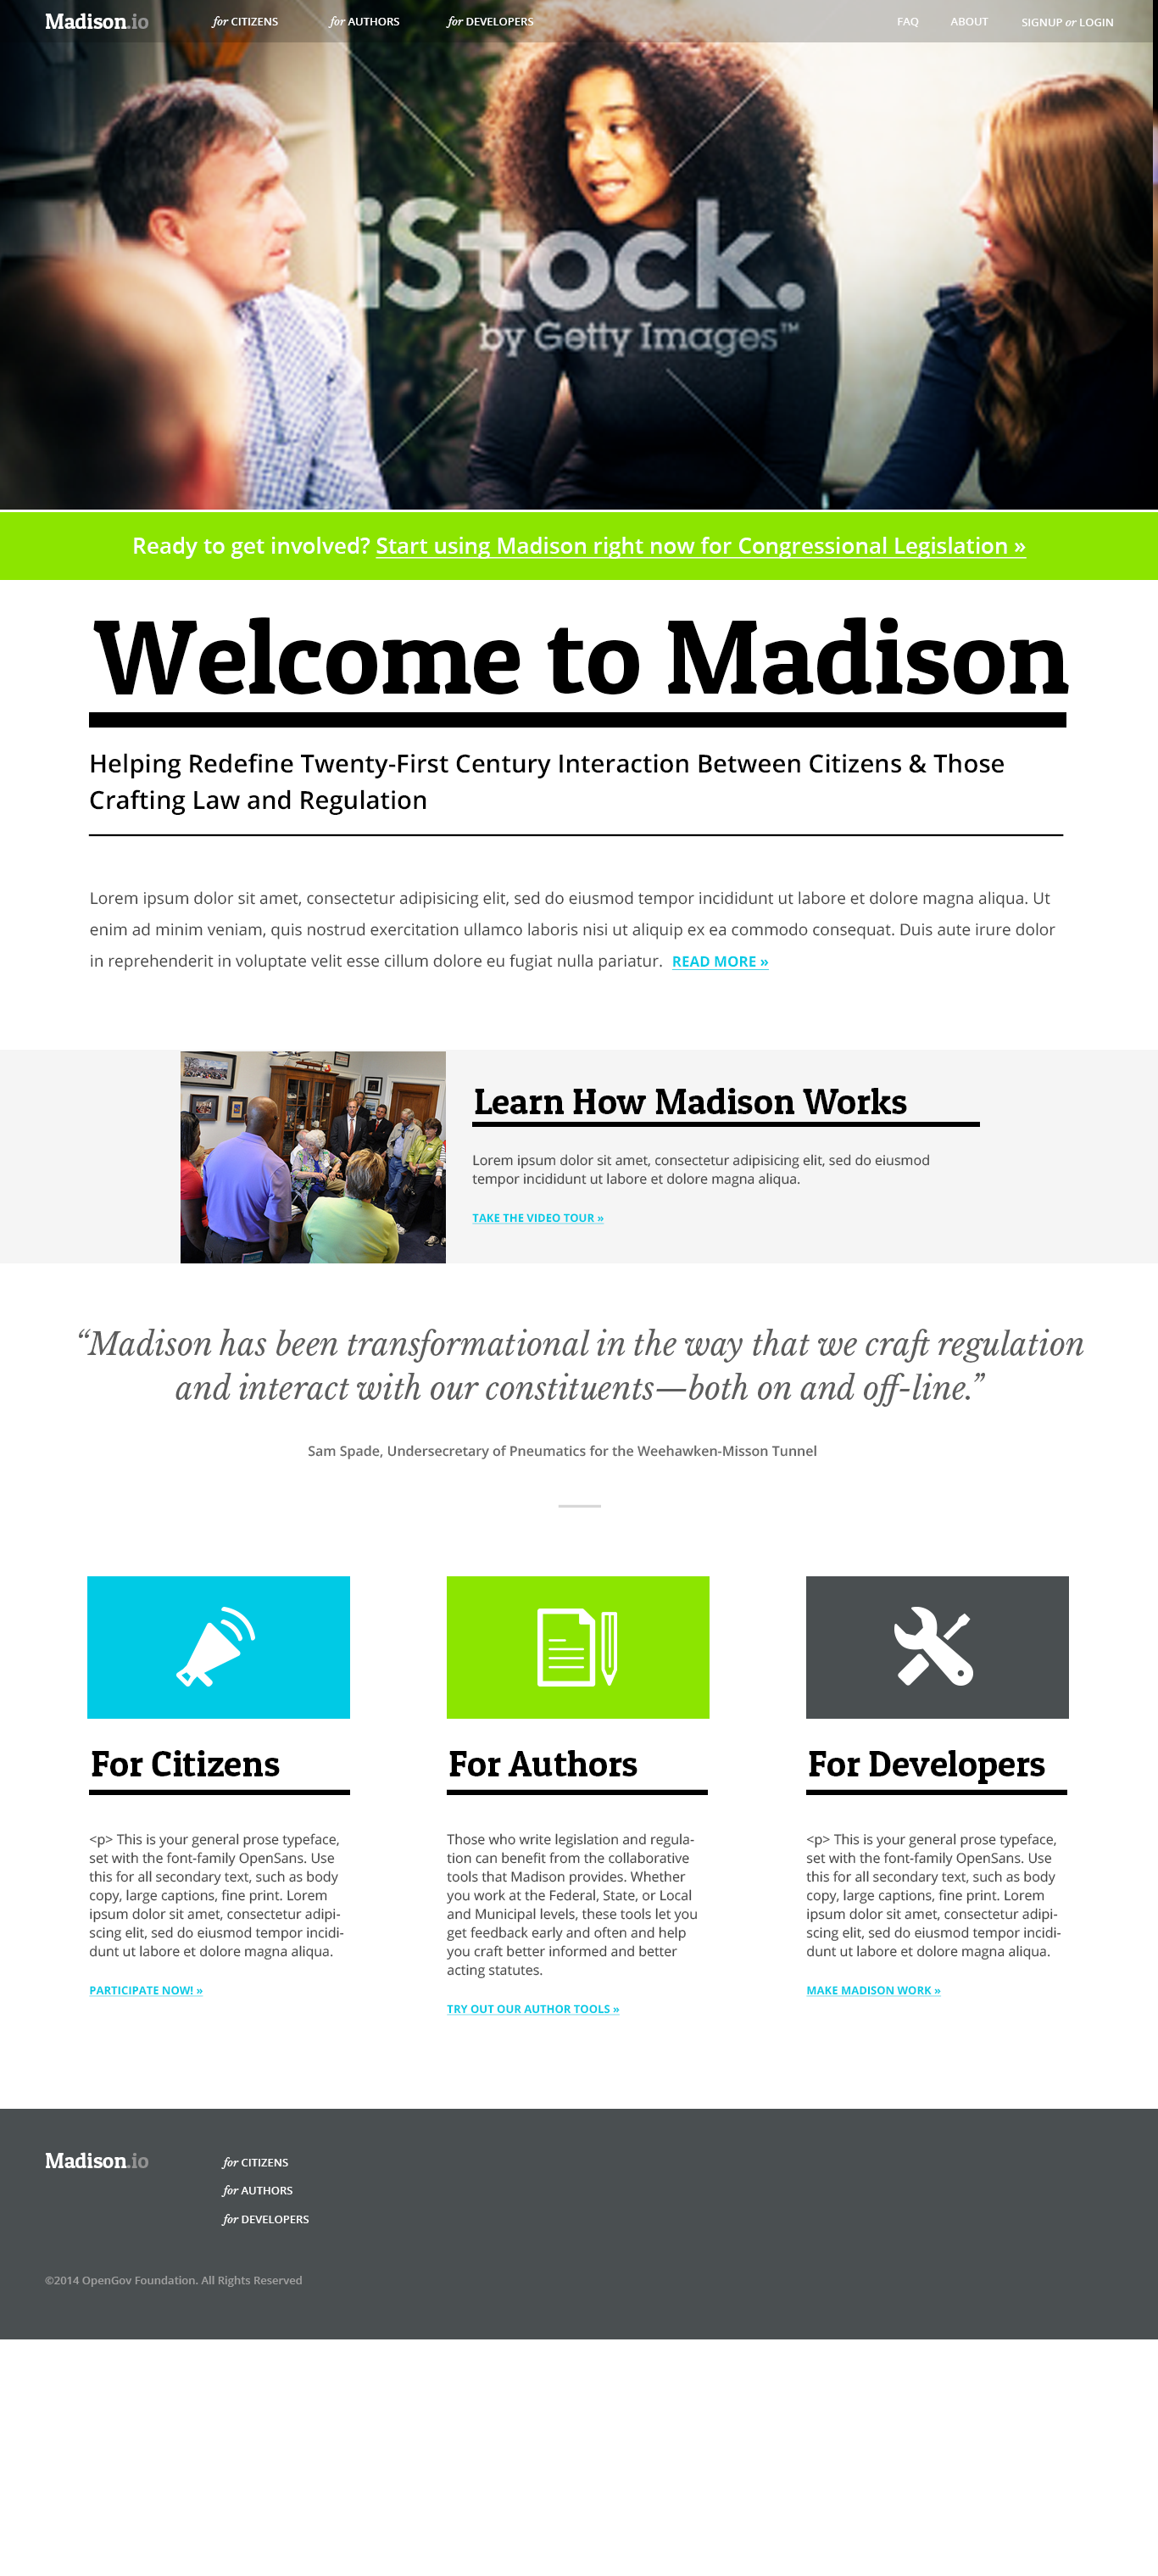 Madison.io for CITIZENS for AUTHORS for DEVELOPERS FAQ ABOUT SIGNUP or LOGIN
iStock.
by Getty Images™
Ready to get involved? Start using Madison right now for Congressional Legislation »
Welcome to Madison
Helping Redefine Twenty-First Century Interaction Between Citizens & Those
Crafting Law and Regulation
Lorem ipsum dolor sit amet, consectetur adipisicing elit, sed do eiusmod tempor incididunt ut labore et dolore magna aliqua. Ut
enim ad minim veniam, quis nostrud exercitation ullamco laboris nisi ut aliquip ex ea commodo consequat. Duis aute irure dolor
in reprehenderit in voluptate velit esse cillum dolore eu fugiat nulla pariatur. READ MORE »
Learn How Madison Works
Lorem ipsum dolor sit amet, consectetur adipisicing elit, sed do eiusmod
tempor incididunt ut labore et dolore magna aliqua.
TAKE THE VIDEO TOUR »
“Madison has been transformational in the way that we craft regulation
and interact with our constituents—both on and off-line.”
Sam Spade, Undersecretary of Pneumatics for the Weehawken-Misson Tunnel
For Citizens
<p> This is your general prose typeface,
set with the font-family OpenSans. Use
this for all secondary text, such as body
copy, large captions, fine print. Lorem
ipsum dolor sit amet, consectetur adipi-
scing elit, sed do eiusmod tempor incidi-
dunt ut labore et dolore magna aliqua.
PARTICIPATE NOW! »
For Authors
Those who write legislation and regula-
tion can benefit from the collaborative
tools that Madison provides. Whether
you work at the Federal, State, or Local
and Municipal levels, these tools let you
get feedback early and often and help
you craft better informed and better
acting statutes.
TRY OUT OUR AUTHOR TOOLS »
For Developers
<p> This is your general prose typeface,
set with the font-family OpenSans. Use
this for all secondary text, such as body
copy, large captions, fine print. Lorem
ipsum dolor sit amet, consectetur adipi-
scing elit, sed do eiusmod tempor incidi-
dunt ut labore et dolore magna aliqua.
MAKE MADISON WORK »
Madison.io
for CITIZENS
for AUTHORS
for DEVELOPERS
©2014 OpenGov Foundation. All Rights Reserved